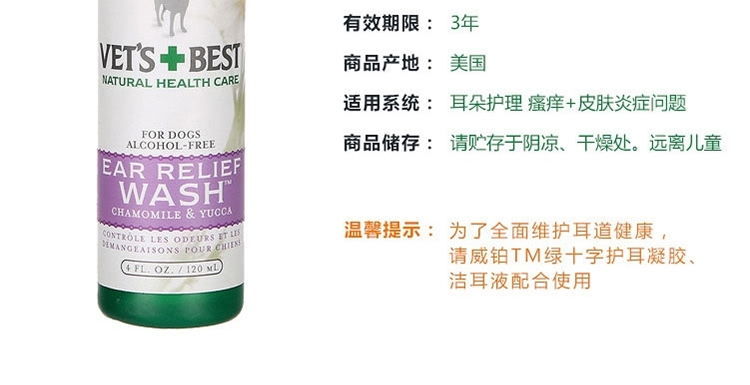 VET'S+BEST
NATURAL HEALTH CARE
FOR DOGS
ALCOHOL-FREE
EAR RELIEF
WASH™
CHAMOMILE & YUCCA
CONTRÔLE LES ODEURS ET LES
DÉMANGEAISONS POUR CHIENS
4 FL. OZ. / 120 mL
有效期限： 3年
商品产地： 美国
适用系统： 耳朵护理 瘙痒+皮肤炎症问题
商品储存： 请贮存于阴凉、干燥处。远离儿童
温馨提示： 为了全面维护耳道健康，
请威铂TM绿十字护耳凝胶、
洁耳液配合使用